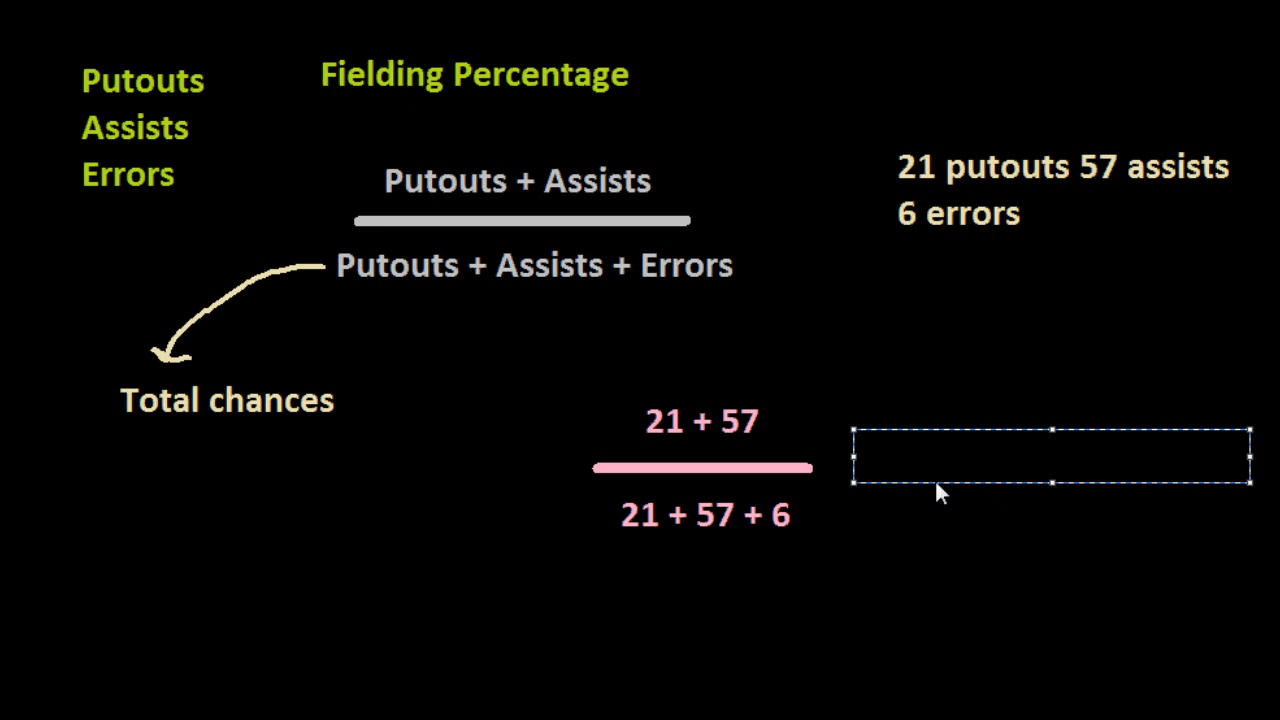 Putouts
Assists
Errors
Fielding Percentage
Putouts + Assists
Putouts + Assists + Errors
21 putouts 57 assists
6 errors
Total chances
21 + 57
21 + 57 + 6